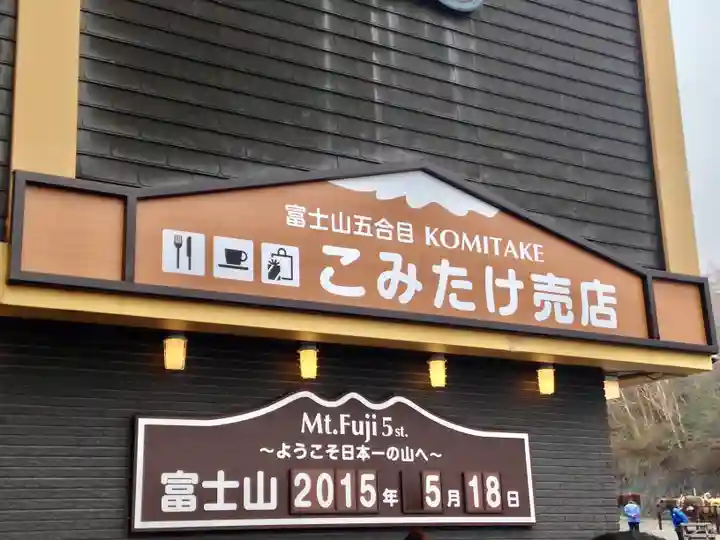 富士山五合目 KOMITAKE
こみたけ売店
Mt.Fuji 5st.
～ようこそ日本一の山へ～
富士山 2015年 5月18日